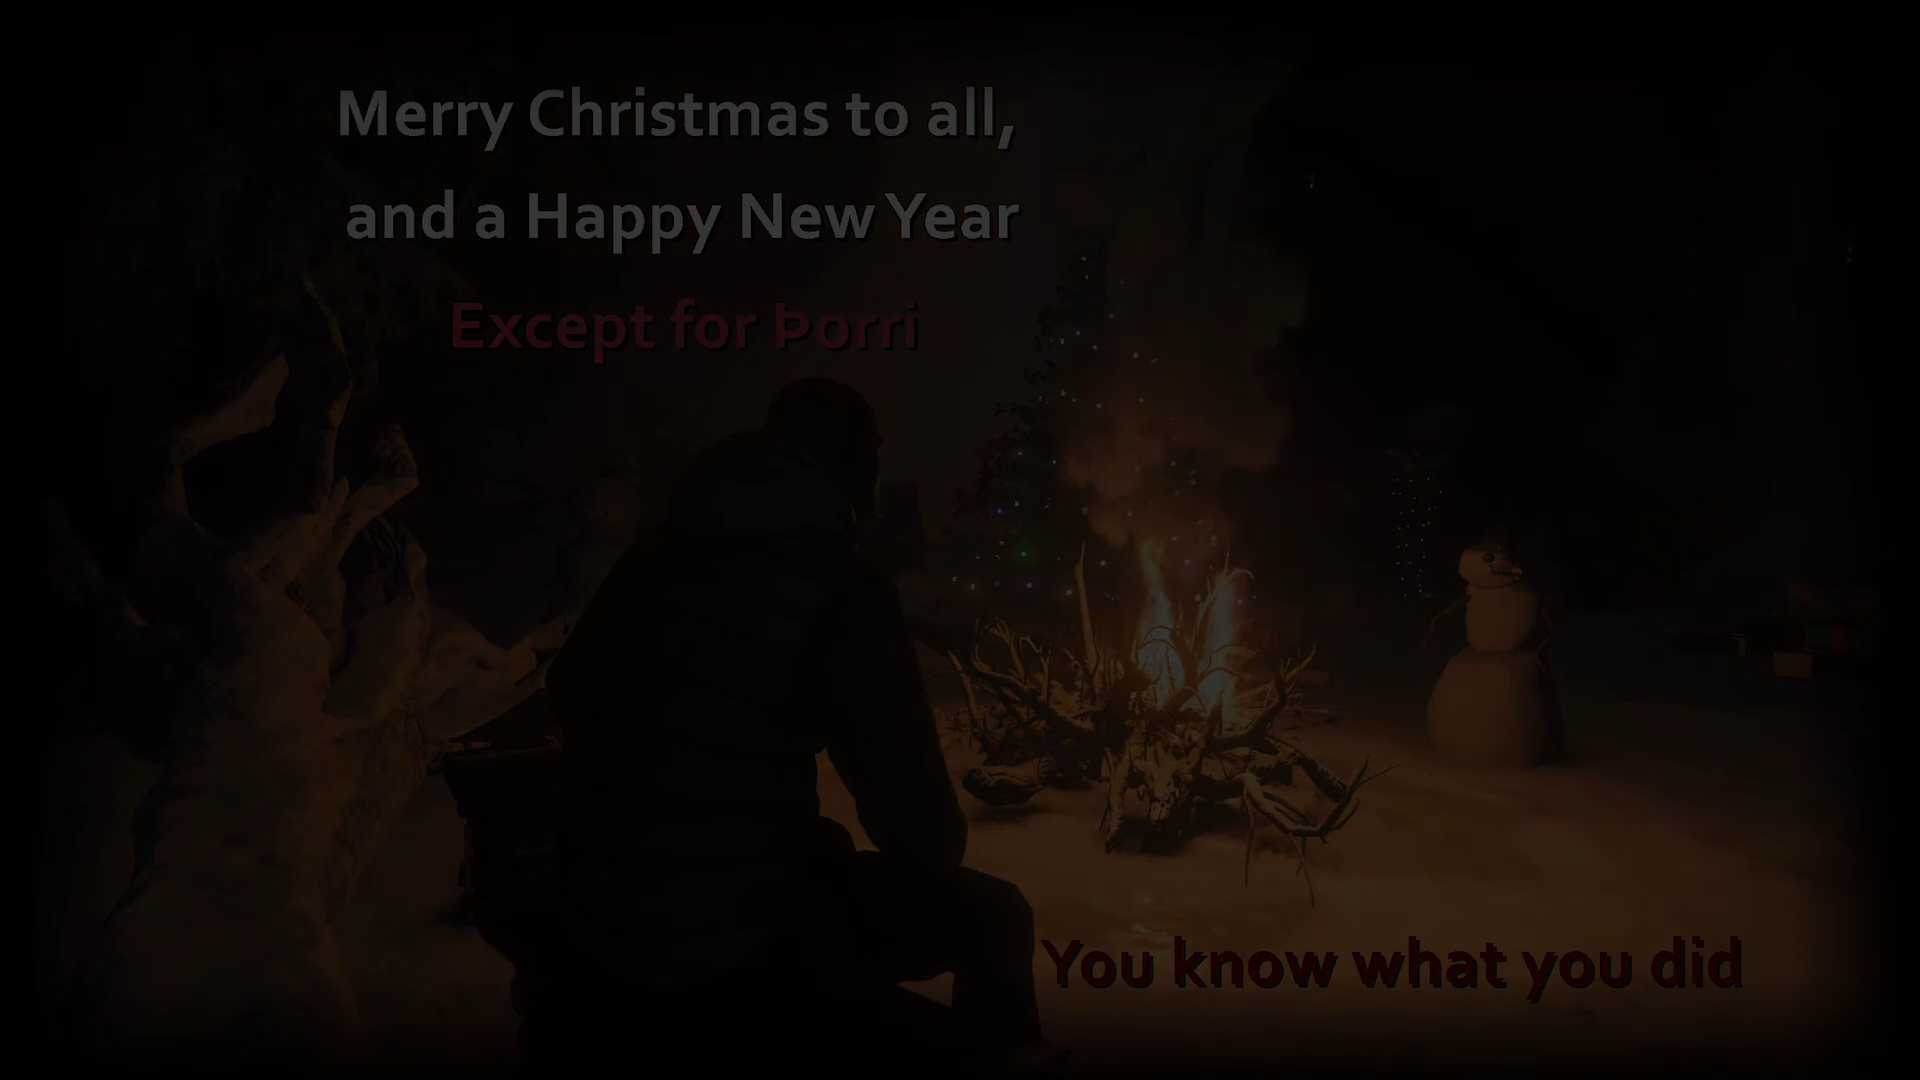 Merry Christmas to all,
and a Happy New Year
Except for Þorri
You know what you did